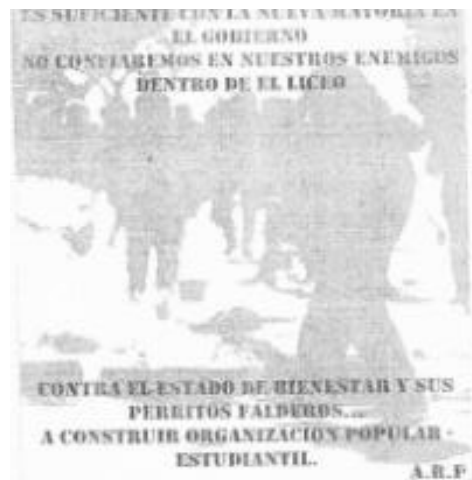 ES SUFICIENTE CON LA NUEVA MAYORIA EN
EL GOBIERNO
NO CONFIAREMOS EN NUESTROS ENEMIGOS
DENTRO DE EL LICEO
CONTRA EL ESTADO DE BIENESTAR Y SUS
PERRITOS FALDEROS...
A CONSTRUIR ORGANIZACION POPULAR -
ESTUDIANTIL.
A.R.P